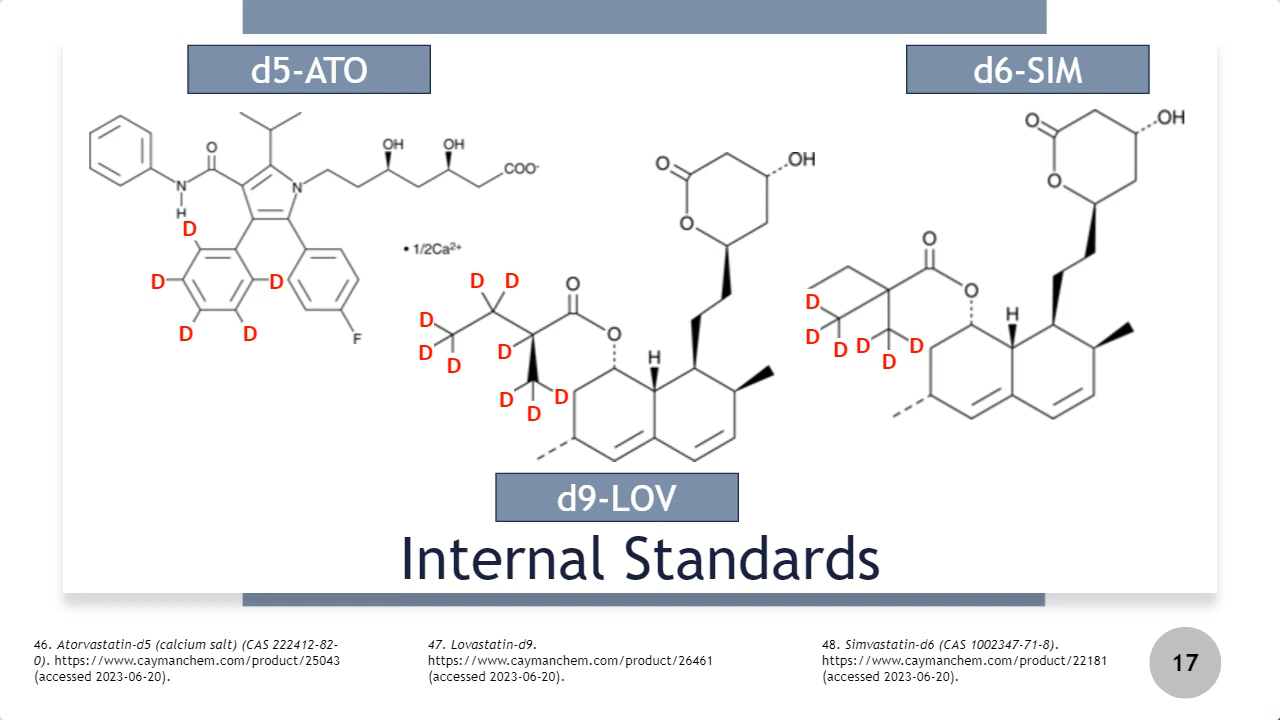 d5-ATO
d6-SIM
O
N
H
N
OH
OH
COO-
• 1/2Ca2+
F
D
D
D
D
D
O
OH
O
O
O
H
D
D
D
D
D
D
D
D
D
O
OH
O
O
O
H
D
D
D
D
D
D
d9-LOV
Internal Standards
46. Atorvastatin-d5 (calcium salt) (CAS 222412-82-
0). https://www.caymanchem.com/product/25043
(accessed 2023-06-20).
47. Lovastatin-d9.
https://www.caymanchem.com/product/26461
(accessed 2023-06-20).
48. Simvastatin-d6 (CAS 1002347-71-8).
https://www.caymanchem.com/product/22181
(accessed 2023-06-20).
17